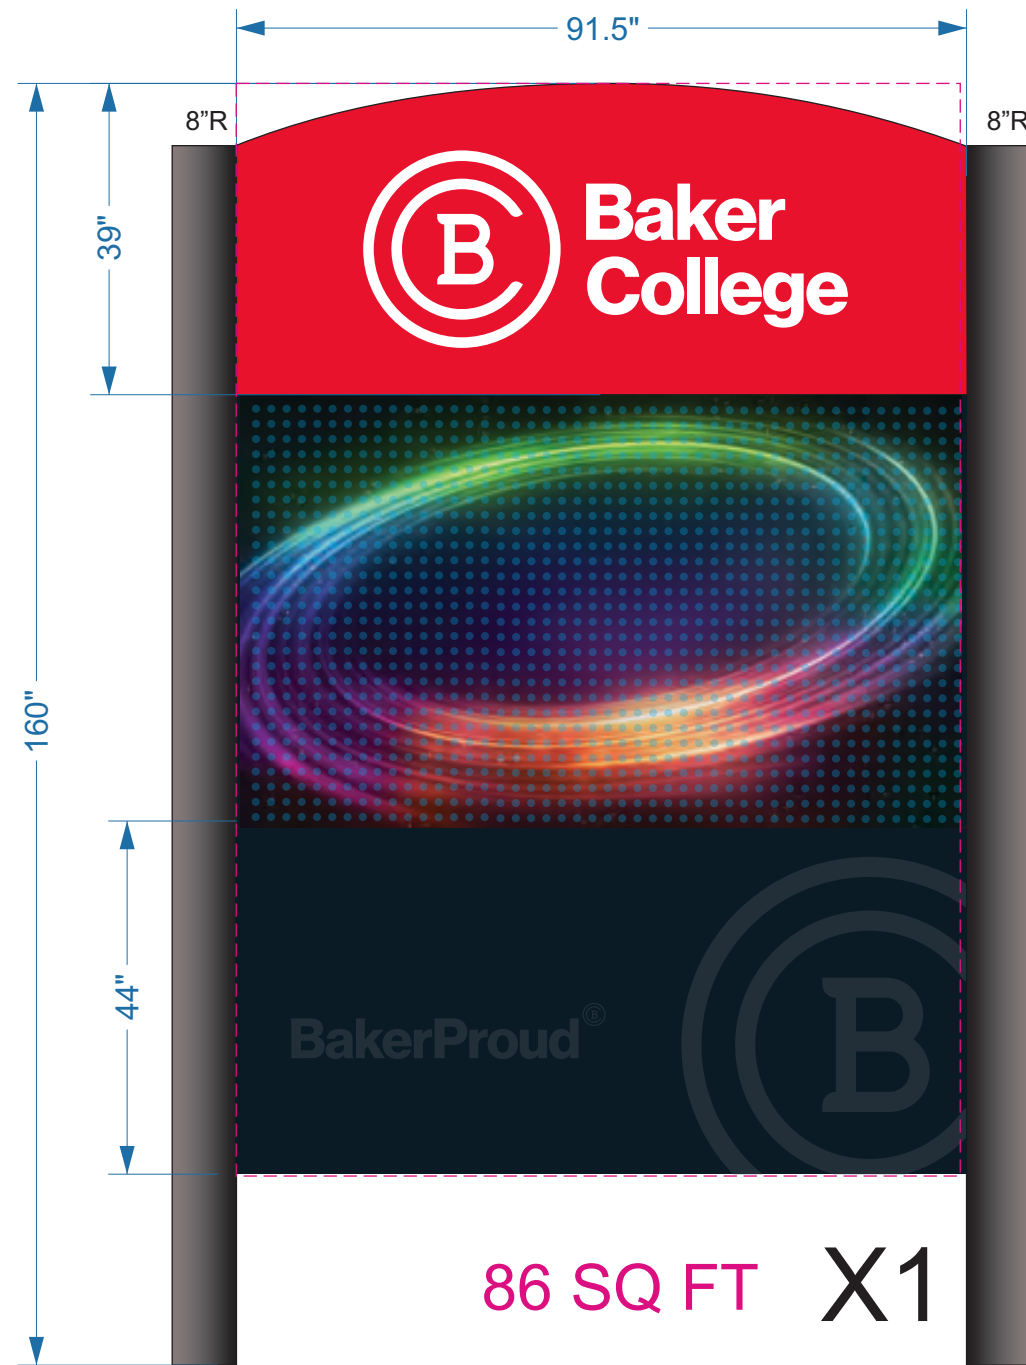 91.5"
8”R
8”R
39"
B
Baker
College
160"
44"
BakerProud
B
B
86 SQ FT
X1